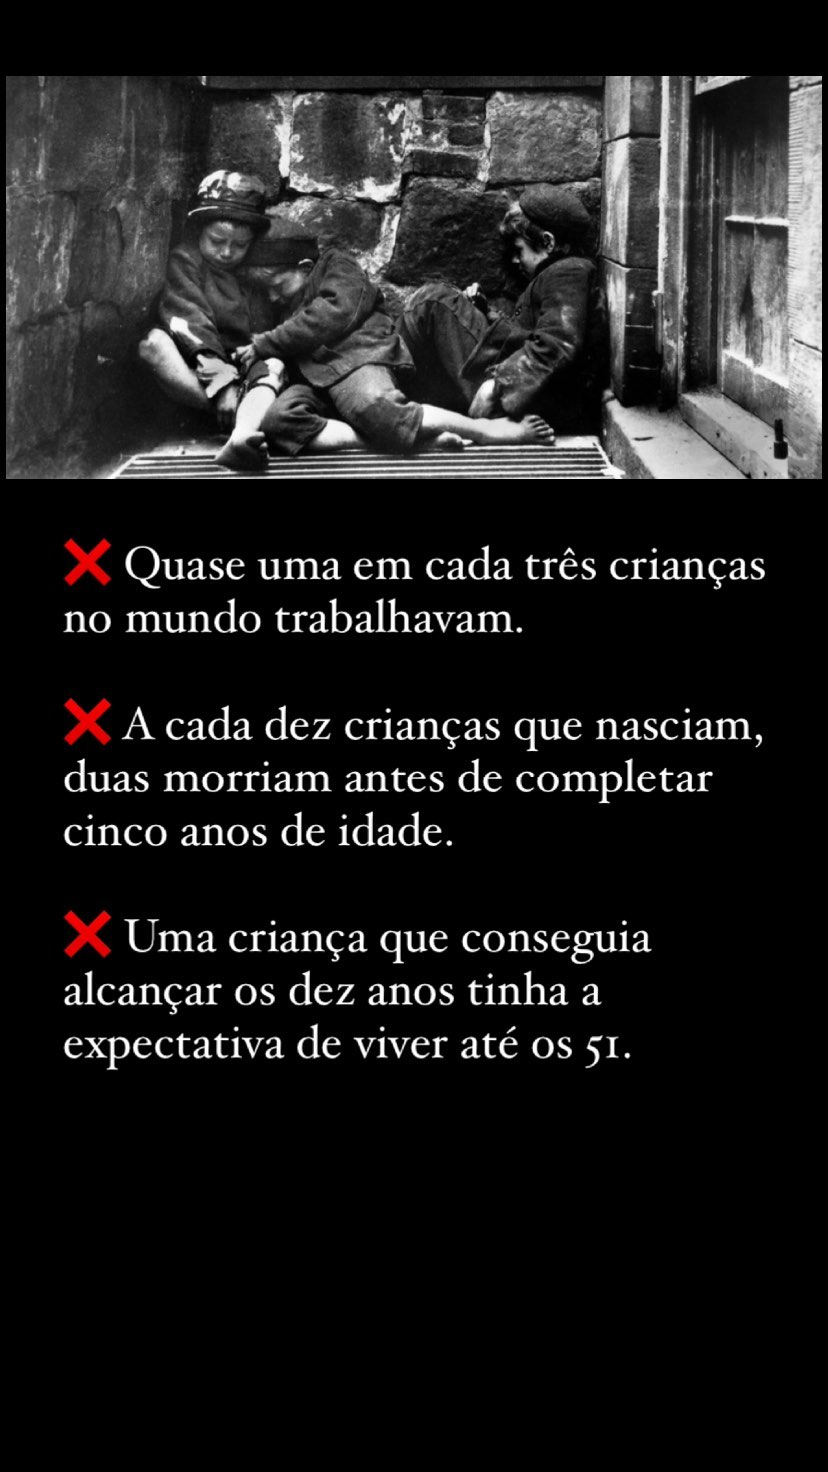 ❌ Quase uma em cada três crianças
no mundo trabalhavam.
❌ A cada dez crianças que nasciam,
duas morriam antes de completar
cinco anos de idade.
❌ Uma criança que conseguia
alcançar os dez anos tinha a
expectativa de viver até os 51.